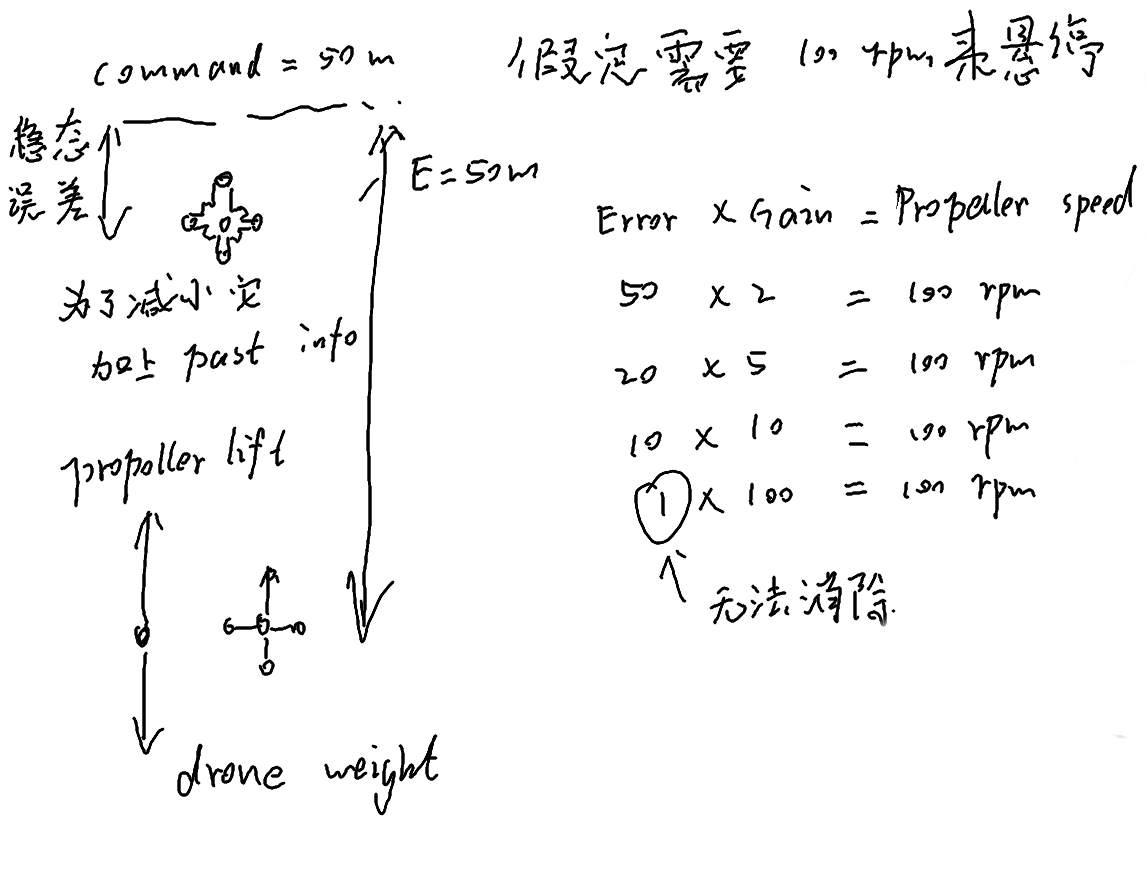 command = 50 m
假定需要 100 rpm, 来悬停
稳态
误差
E = 50m
为了减小它
加上 past info
propeller lift
drone weight
Error × Gain = Propeller speed
50 × 2 = 100 rpm
20 × 5 = 100 rpm
10 × 10 = 100 rpm
1 × 100 = 100 rpm
无法消除.